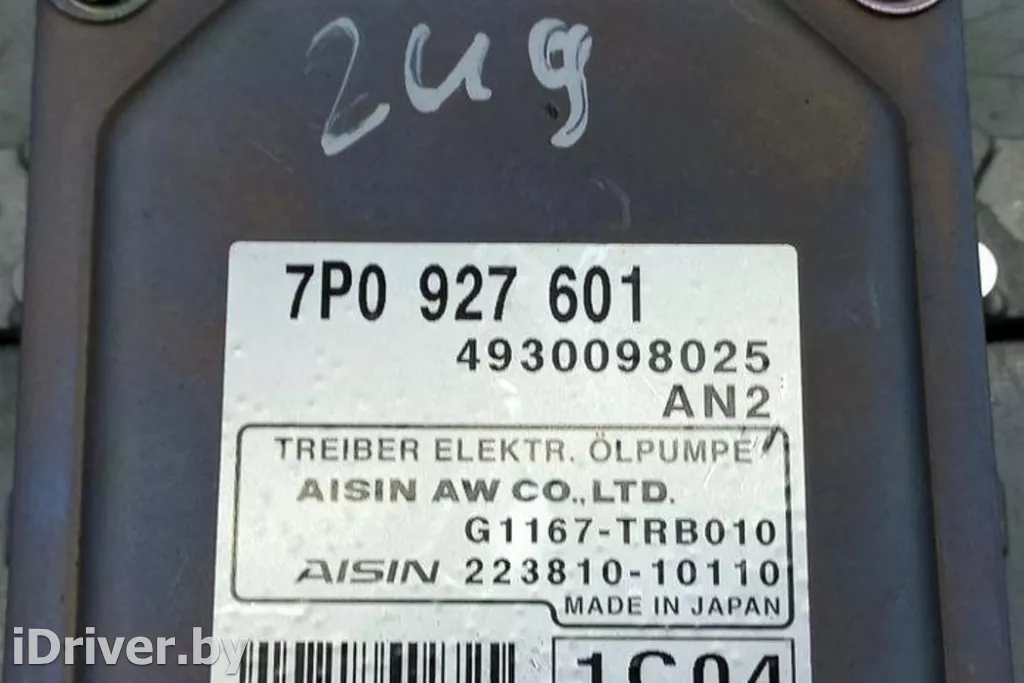 2U9
7P0 927 601
4930098025
AN2
TREIBER ELEKTR. ÖLPUMPE
AISIN AW CO.,LTD.
G1167-TRB010
AISIN 223810-10110
MADE IN JAPAN
1C04
iDriver.by